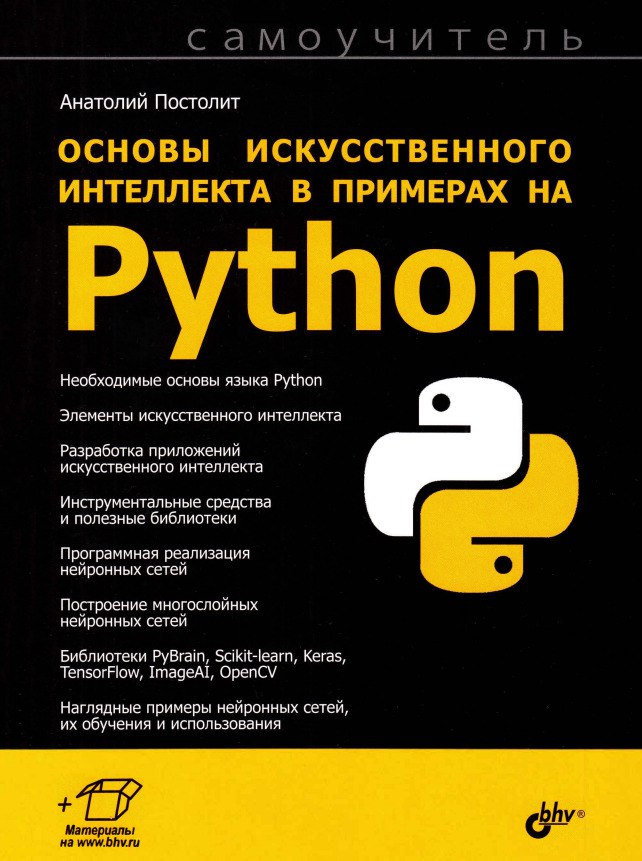 самоучитель
Анатолий Постолит
ОСНОВЫ ИСКУССТВЕННОГО
ИНТЕЛЛЕКТА В ПРИМЕРАХ НА
Python
Необходимые основы языка Python
Элементы искусственного интеллекта
Разработка приложений
искусственного интеллекта
Инструментальные средства
и полезные библиотеки
Программная реализация
нейронных сетей
Построение многослойных
нейронных сетей
Библиотеки PyBrain, Scikit-learn, Keras,
TensorFlow, ImageAI, OpenCV
Наглядные примеры нейронных сетей,
их обучения и использования
+
Материалы
на www.bhv.ru
bhv®